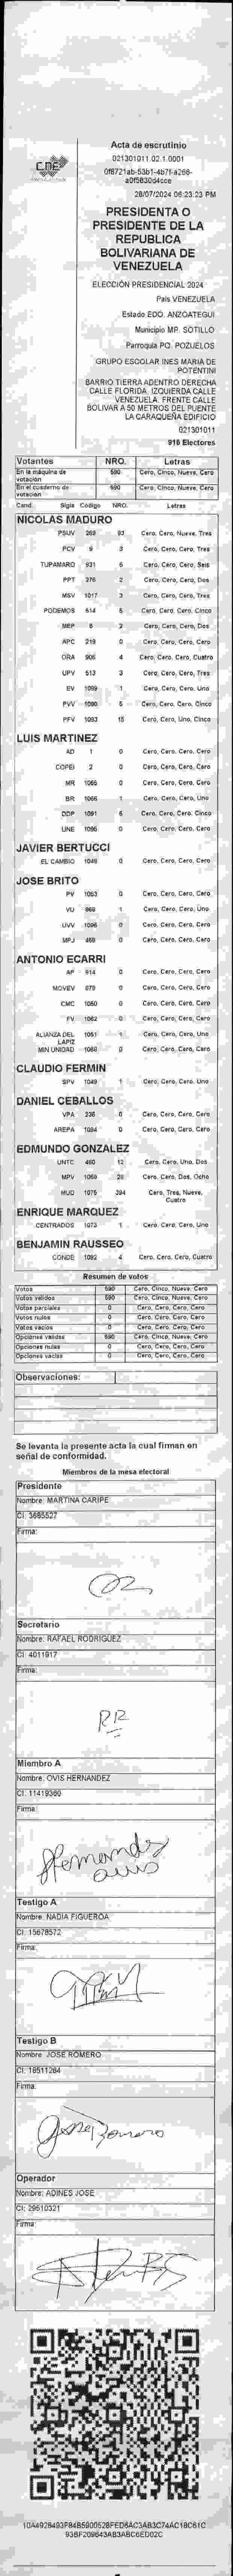 CNE
Acta de escrutinio
021301011.02.1.0001
0f8721ab-53b1-4b7f-a266-
a0f5830d4cce
28/07/2024 06:23:23 PM
PRESIDENTA O
PRESIDENTE DE LA
REPUBLICA
BOLIVARIANA DE
VENEZUELA
ELECCIÓN PRESIDENCIAL 2024
País VENEZUELA
Estado EDO. ANZOATEGUI
Municipio MP. SOTILLO
Parroquia PQ. POZUELOS
GRUPO ESCOLAR INES MARIA DE
POTENTINI
BARRIO TIERRA ADENTRO DERECHA
CALLE FLORIDA. IZQUIERDA CALLE
VENEZUELA. FRENTE CALLE
BOLIVAR A 50 METROS DEL PUENTE
LA CARAQUEÑA EDIFICIO
021301011
916 Electores
Votantes NRO. Letras
En la máquina de votación 590 Cero, Cinco, Nueve, Cero
En el cuaderno de votación 590 Cero, Cinco, Nueve, Cero
Cand. Sigla Código NRO. Letras
NICOLAS MADURO
PSUV 269 93 Cero, Cero, Nueve, Tres
PCV 9 3 Cero, Cero, Cero, Tres
TUPAMARO 931 6 Cero, Cero, Cero, Seis
PPT 376 2 Cero, Cero, Cero, Dos
MSV 1017 3 Cero, Cero, Cero, Tres
PODEMOS 514 5 Cero, Cero, Cero, Cinco
MEP 6 2 Cero, Cero, Cero, Dos
APC 219 0 Cero, Cero, Cero, Cero
ORA 906 4 Cero, Cero, Cero, Cuatro
UPV 513 3 Cero, Cero, Cero, Tres
EV 1099 1 Cero, Cero, Cero, Uno
PVV 1090 5 Cero, Cero, Cero, Cinco
PFV 1093 15 Cero, Cero, Uno, Cinco
LUIS MARTINEZ
AD 1 0 Cero, Cero, Cero, Cero
COPEI 2 0 Cero, Cero, Cero, Cero
MR 1065 0 Cero, Cero, Cero, Cero
BR 1066 1 Cero, Cero, Cero, Uno
DDP 1091 5 Cero, Cero, Cero, Cinco
UNE 1095 0 Cero, Cero, Cero, Cero
JAVIER BERTUCCI
EL CAMBIO 1048 0 Cero, Cero, Cero, Cero
JOSE BRITO
PV 1053 0 Cero, Cero, Cero, Cero
VU 968 1 Cero, Cero, Cero, Uno
UVV 1096 0 Cero, Cero, Cero, Cero
MPJ 468 0 Cero, Cero, Cero, Cero
ANTONIO ECARRI
AP 914 0 Cero, Cero, Cero, Cero
MOVEV 879 0 Cero, Cero, Cero, Cero
CMC 1050 0 Cero, Cero, Cero, Cero
FV 1062 0 Cero, Cero, Cero, Cero
ALIANZA DEL LAPIZ 1051 1 Cero, Cero, Cero, Uno
MIN UNIDAD 1068 0 Cero, Cero, Cero, Cero
CLAUDIO FERMIN
SPV 1049 1 Cero, Cero, Cero, Uno
DANIEL CEBALLOS
VPA 236 0 Cero, Cero, Cero, Cero
AREPA 1094 0 Cero, Cero, Cero, Cero
EDMUNDO GONZALEZ
UNTC 460 12 Cero, Cero, Uno, Dos
MPV 1069 28 Cero, Cero, Dos, Ocho
MUD 1075 394 Cero, Tres, Nueve, Cuatro
ENRIQUE MARQUEZ
CENTRADOS 1073 1 Cero, Cero, Cero, Uno
BENJAMIN RAUSSEO
CONDE 1092 4 Cero, Cero, Cero, Cuatro
Resumen de votos
Votos 590 Cero, Cinco, Nueve, Cero
Votos validos 590 Cero, Cinco, Nueve, Cero
Votos parciales 0 Cero, Cero, Cero, Cero
Votos nulos 0 Cero, Cero, Cero, Cero
Votos vacios 0 Cero, Cero, Cero, Cero
Opciones validas 590 Cero, Cinco, Nueve, Cero
Opciones nulas 0 Cero, Cero, Cero, Cero
Opciones vacias 0 Cero, Cero, Cero, Cero
Observaciones:
Se levanta la presente acta la cual firman en
señal de conformidad.
Miembros de la mesa electoral
Presidente
Nombre: MARTINA CARIPE
CI: 3685527
Firma:
Secretario
Nombre: RAFAEL RODRIGUEZ
CI: 4011917
Firma:
RR
Miembro A
Nombre: OVIS HERNANDEZ
CI: 11419360
Firma:
Hernandez
ovis
Testigo A
Nombre: NADIA FIGUEROA
CI: 15678572
Firma:
Testigo B
Nombre: JOSE ROMERO
CI: 18511264
Firma:
Jose Romero
Operador
Nombre: ADINES JOSE
CI: 29510321
Firma:
10A4928493F84B5900528FED6AC3AB3C74AC18C61C
93BF209643AB3ABC6ED02C